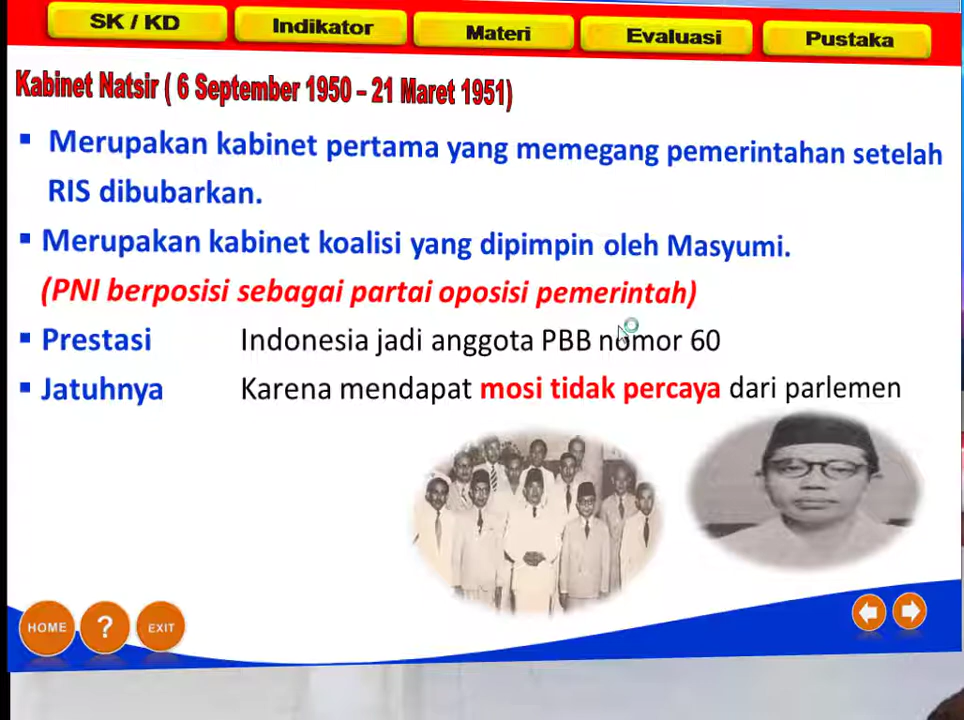 SK / KD
Indikator
Materi
Evaluasi
Pustaka
Kabinet Natsir ( 6 September 1950 – 21 Maret 1951)
▪ Merupakan kabinet pertama yang memegang pemerintahan setelah
RIS dibubarkan.
▪ Merupakan kabinet koalisi yang dipimpin oleh Masyumi.
(PNI berposisi sebagai partai oposisi pemerintah)
▪ Prestasi Indonesia jadi anggota PBB nomor 60
▪ Jatuhnya Karena mendapat mosi tidak percaya dari parlemen
HOME
?
EXIT